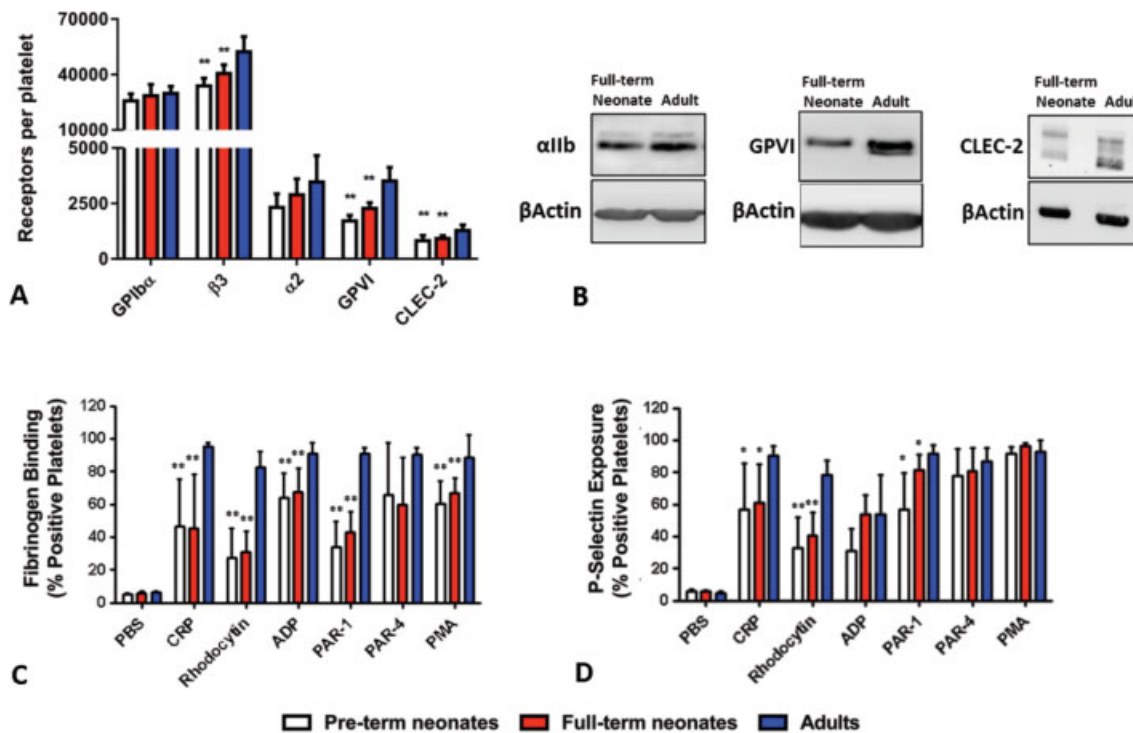 70000
40000
10000
5000
2500
0
Receptors per platelet
** **
** **
** **
GPIbα
β3
α2
GPVI
CLEC-2
A
Full-term
Neonate Adult
αIIb
βActin
Full-term
Neonate Adult
GPVI
βActin
Full-term
Neonate Adul
CLEC-2
βActin
B
120
100
80
60
40
20
0
Fibrinogen Binding
(% Positive Platelets)
** **
** **
** **
** **
** **
PBS
CRP
Rhodocytin
ADP
PAR-1
PAR-4
PMA
C
120
100
80
60
40
20
0
P-Selectin Exposure
(% Positive Platelets)
* *
** **
* *
PBS
CRP
Rhodocytin
ADP
PAR-1
PAR-4
PMA
D
Pre-term neonates Full-term neonates Adults